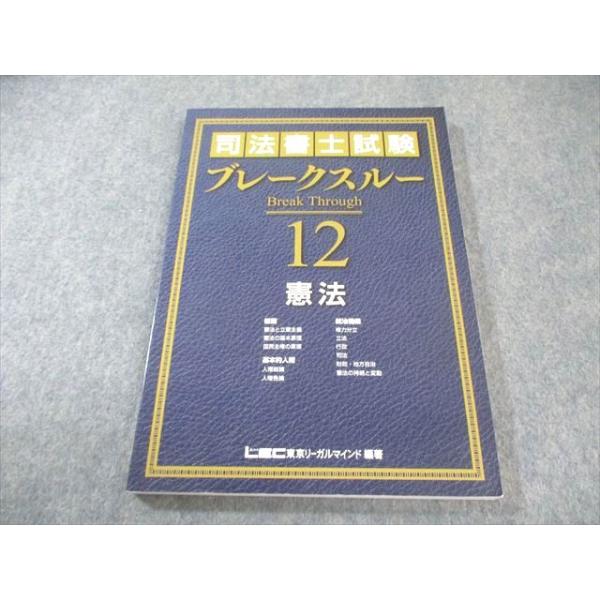 司法書士試験
ブレークスルー
Break Through
12
憲法
総論
憲法と立憲主義
憲法の基本原理
国民主権の原理
基本的人権
人権総論
人権各論
統治機構
権力分立
立法
行政
司法
財政・地方自治
憲法の保障と変動
LEC東京リーガルマインド 編著